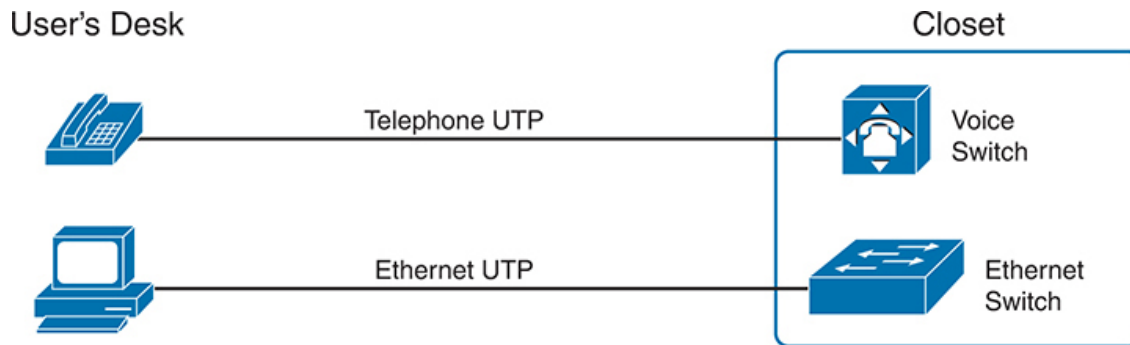 User's Desk
Closet
Telephone UTP
Voice
Switch
Ethernet UTP
Ethernet
Switch